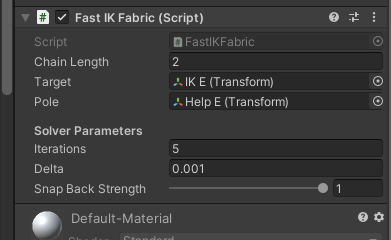 Fast IK Fabric (Script)
Script FastIKFabric
Chain Length 2
Target IK E (Transform)
Pole Help E (Transform)
Solver Parameters
Iterations 5
Delta 0.001
Snap Back Strength 1
Default-Material
Shader Standard